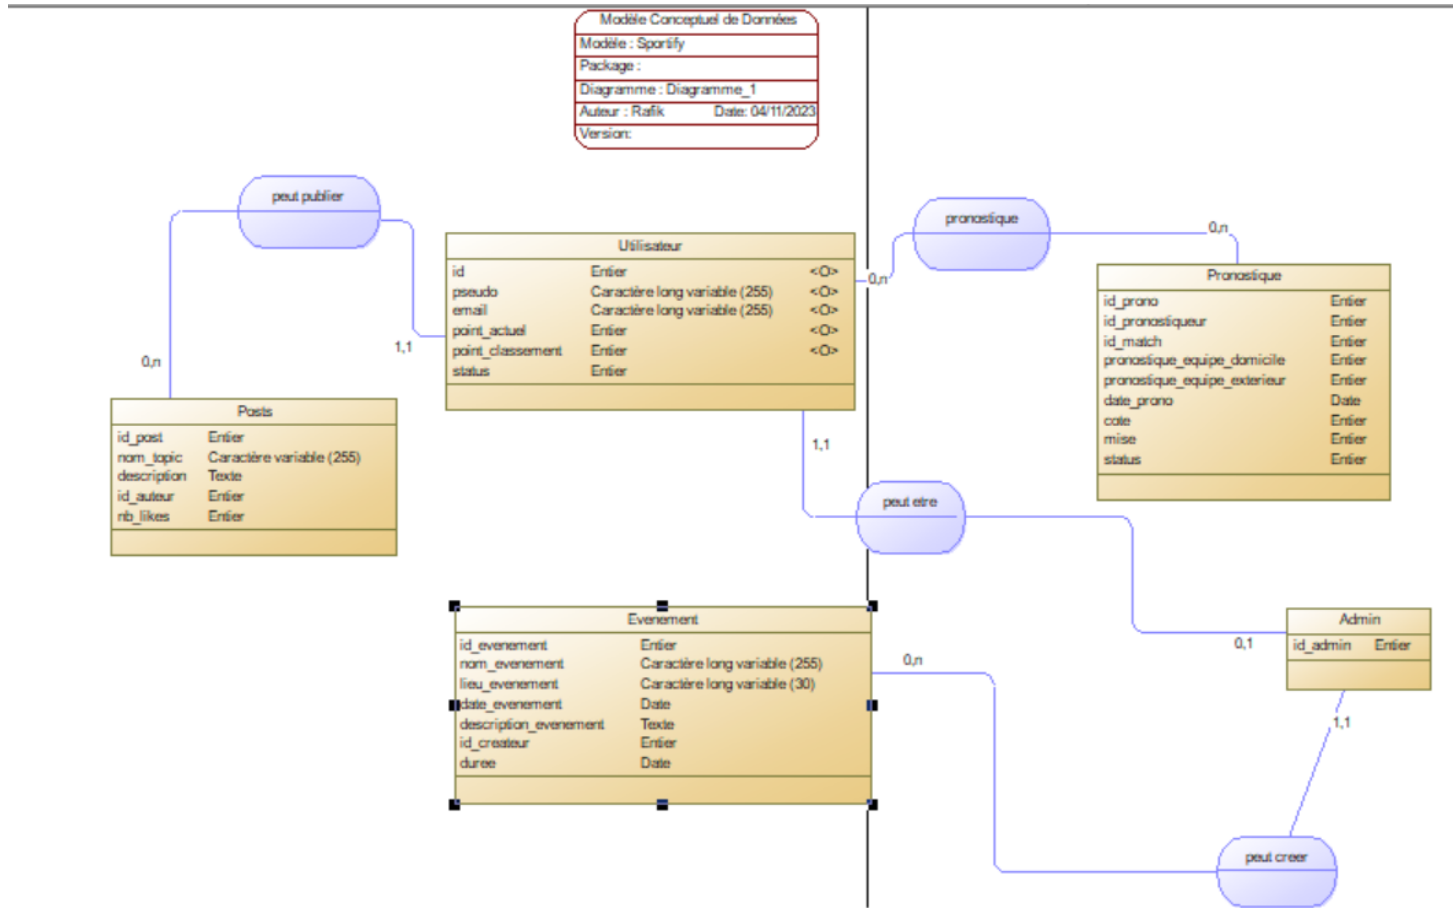 Modèle Conceptuel de Données
Modèle : Sportify
Package :
Diagramme : Diagramme_1
Auteur : Rafik Date: 04/11/2023
Version:
peut publier
0,n
1,1
Utilisateur
id Entier <O>
pseudo Caractère long variable (255) <O>
email Caractère long variable (255) <O>
point_actuel Entier <O>
point_classement Entier <O>
status Entier
0,n
pronostique
0,n
Pronostique
id_prono Entier
id_pronostiqueur Entier
id_match Entier
pronostique_equipe_domicile Entier
pronostique_equipe_exterieur Entier
date_prono Date
cote Entier
mise Entier
status Entier
Posts
id_post Entier
nom_topic Caractère variable (255)
description Texte
id_auteur Entier
nb_likes Entier
1,1
peut etre
0,1
Admin
id_admin Entier
1,1
Evenement
id_evenement Entier
nom_evenement Caractère long variable (255)
lieu_evenement Caractère long variable (30)
date_evenement Date
description_evenement Texte
id_createur Entier
duree Date
0,n
peut creer